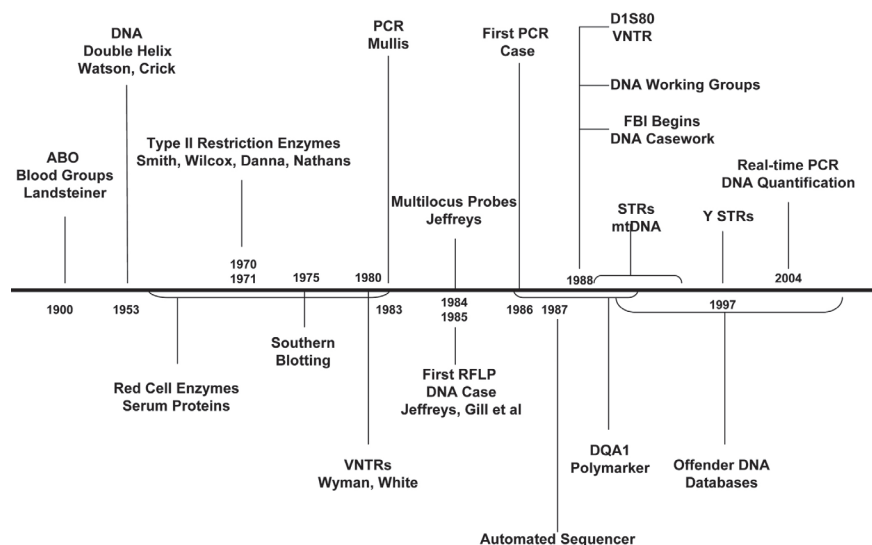 DNA
Double Helix
Watson, Crick
PCR
Mullis
First PCR
Case
D1S80
VNTR
DNA Working Groups
FBI Begins
DNA Casework
Type II Restriction Enzymes
Smith, Wilcox, Danna, Nathans
ABO
Blood Groups
Landsteiner
Multilocus Probes
Jeffreys
STRs
mtDNA
Y STRs
Real-time PCR
DNA Quantification
1970
1971
1975
1980
1988
2004
1900
1953
1983
1984
1985
1986
1987
1997
Southern
Blotting
Red Cell Enzymes
Serum Proteins
First RFLP
DNA Case
Jeffreys, Gill et al
VNTRs
Wyman, White
DQA1
Polymarker
Offender DNA
Databases
Automated Sequencer